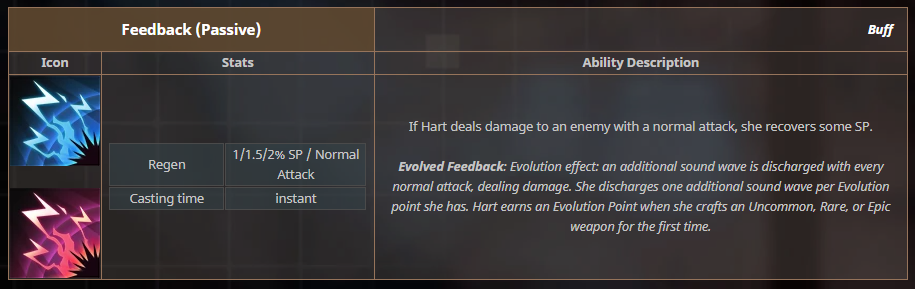 Feedback (Passive)
Buff
Icon
Stats
Ability Description
Regen
1/1.5/2% SP / Normal
Attack
Casting time
instant
If Hart deals damage to an enemy with a normal attack, she recovers some SP.
Evolved Feedback: Evolution effect: an additional sound wave is discharged with every
normal attack, dealing damage. She discharges one additional sound wave per Evolution
point she has. Hart earns an Evolution Point when she crafts an Uncommon, Rare, or Epic
weapon for the first time.